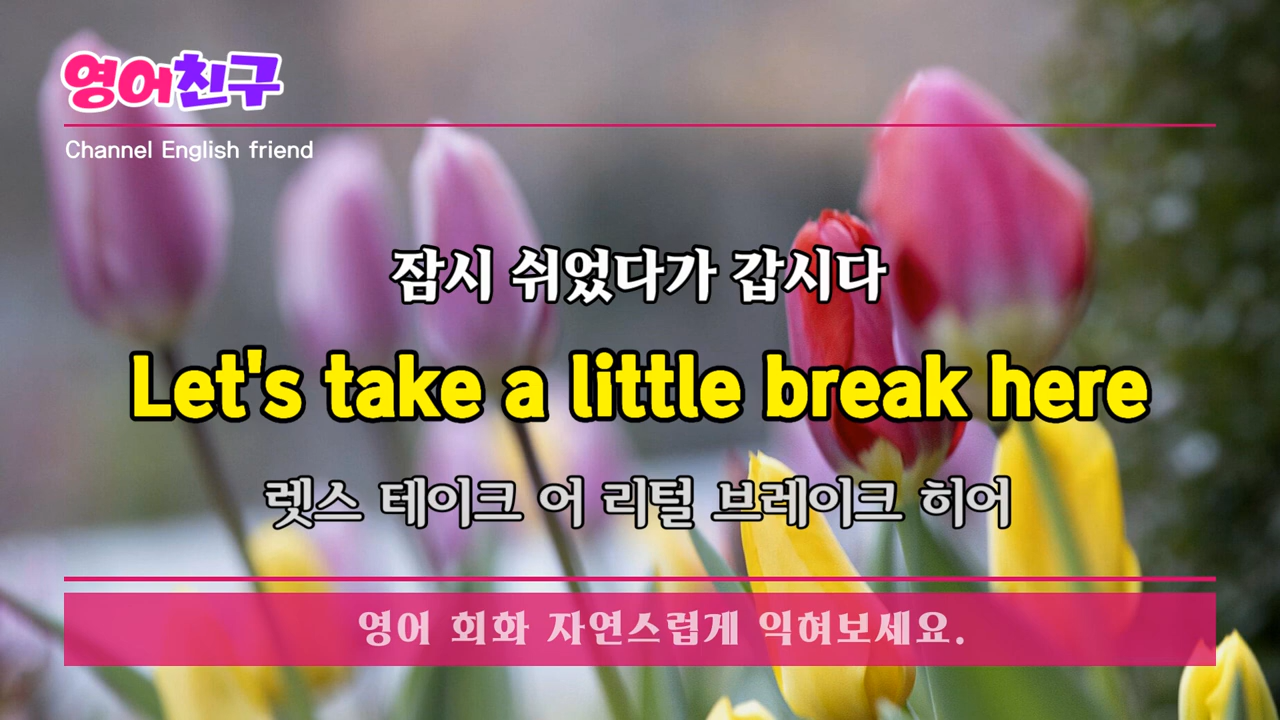 영어친구
Channel English friend
잠시 쉬었다가 갑시다
Let's take a little break here
렛스 테이크 어 리털 브레이크 히어
영어 회화 자연스럽게 익혀보세요.